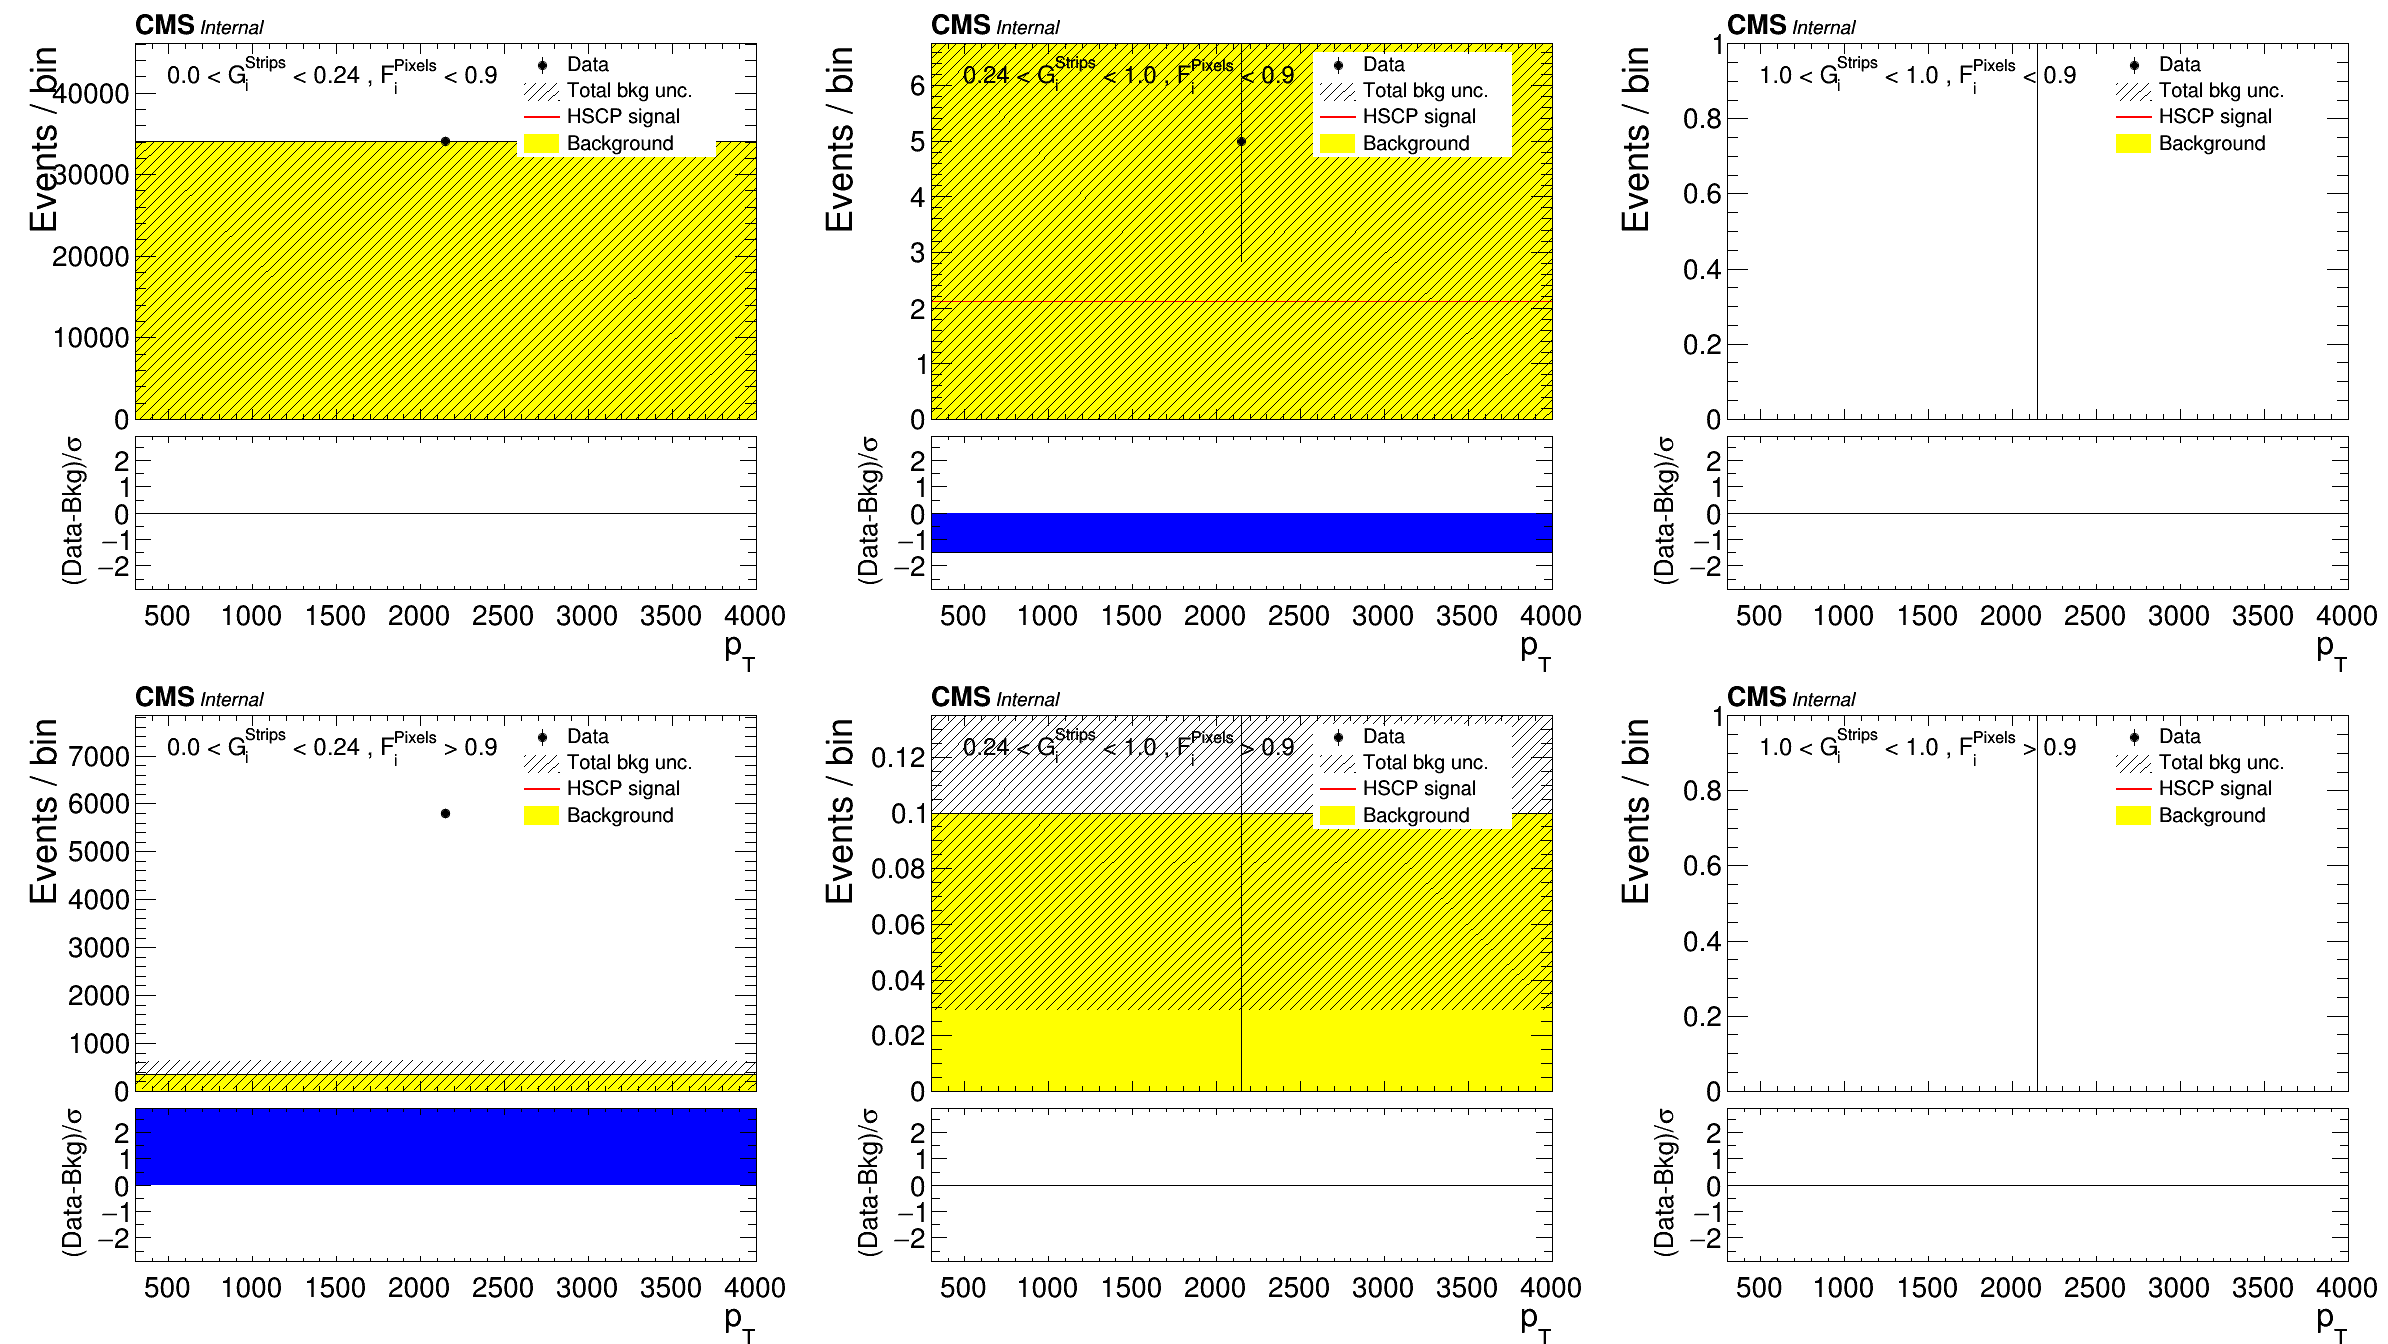 CMS Internal
Events / bin
0.0 < G_i^Strips < 0.24 , F_i^Pixels < 0.9
Data
Total bkg unc.
HSCP signal
Background
40000
30000
20000
10000
0
(Data-Bkg)/σ
2
1
0
−1
−2
500 1000 1500 2000 2500 3000 3500 4000
p_T
CMS Internal
Events / bin
0.24 < G_i^Strips < 1.0 , F_i^Pixels < 0.9
Data
Total bkg unc.
HSCP signal
Background
6
5
4
3
2
1
0
(Data-Bkg)/σ
2
1
0
−1
−2
500 1000 1500 2000 2500 3000 3500 4000
p_T
CMS Internal
Events / bin
1.0 < G_i^Strips < 1.0 , F_i^Pixels < 0.9
Data
Total bkg unc.
HSCP signal
Background
1
0.8
0.6
0.4
0.2
0
(Data-Bkg)/σ
2
1
0
−1
−2
500 1000 1500 2000 2500 3000 3500 4000
p_T
CMS Internal
Events / bin
0.0 < G_i^Strips < 0.24 , F_i^Pixels > 0.9
Data
Total bkg unc.
HSCP signal
Background
7000
6000
5000
4000
3000
2000
1000
0
(Data-Bkg)/σ
2
1
0
−1
−2
500 1000 1500 2000 2500 3000 3500 4000
p_T
CMS Internal
Events / bin
0.24 < G_i^Strips < 1.0 , F_i^Pixels > 0.9
Data
Total bkg unc.
HSCP signal
Background
0.12
0.1
0.08
0.06
0.04
0.02
0
(Data-Bkg)/σ
2
1
0
−1
−2
500 1000 1500 2000 2500 3000 3500 4000
p_T
CMS Internal
Events / bin
1.0 < G_i^Strips < 1.0 , F_i^Pixels > 0.9
Data
Total bkg unc.
HSCP signal
Background
1
0.8
0.6
0.4
0.2
0
(Data-Bkg)/σ
2
1
0
−1
−2
500 1000 1500 2000 2500 3000 3500 4000
p_T